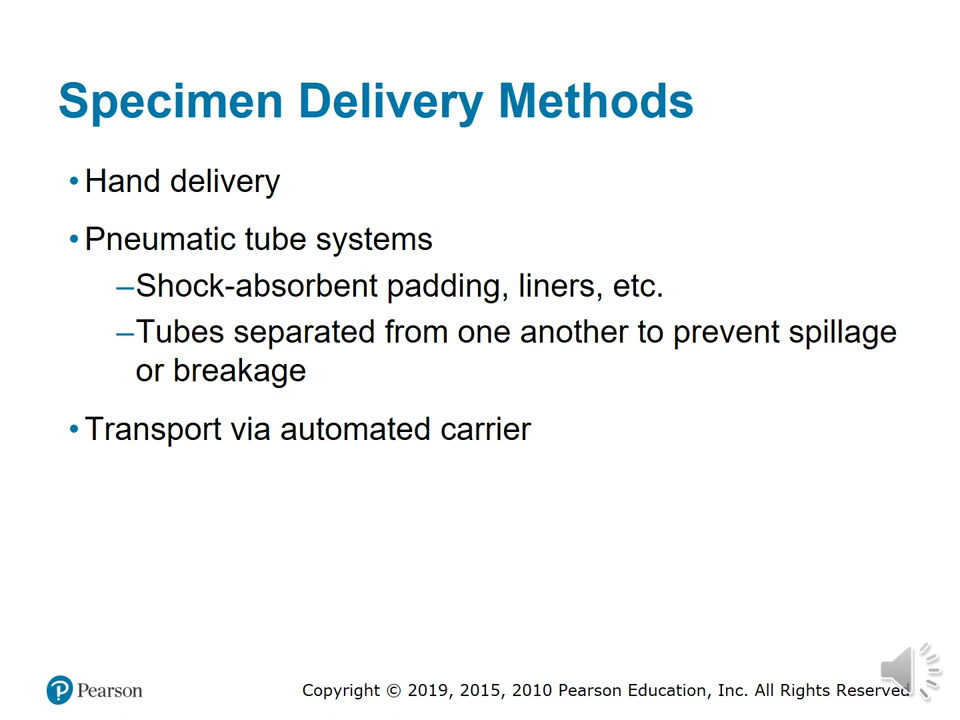 Specimen Delivery Methods
•Hand delivery
•Pneumatic tube systems
–Shock-absorbent padding, liners, etc.
–Tubes separated from one another to prevent spillage
or breakage
•Transport via automated carrier
Pearson
Copyright © 2019, 2015, 2010 Pearson Education, Inc. All Rights Reserved